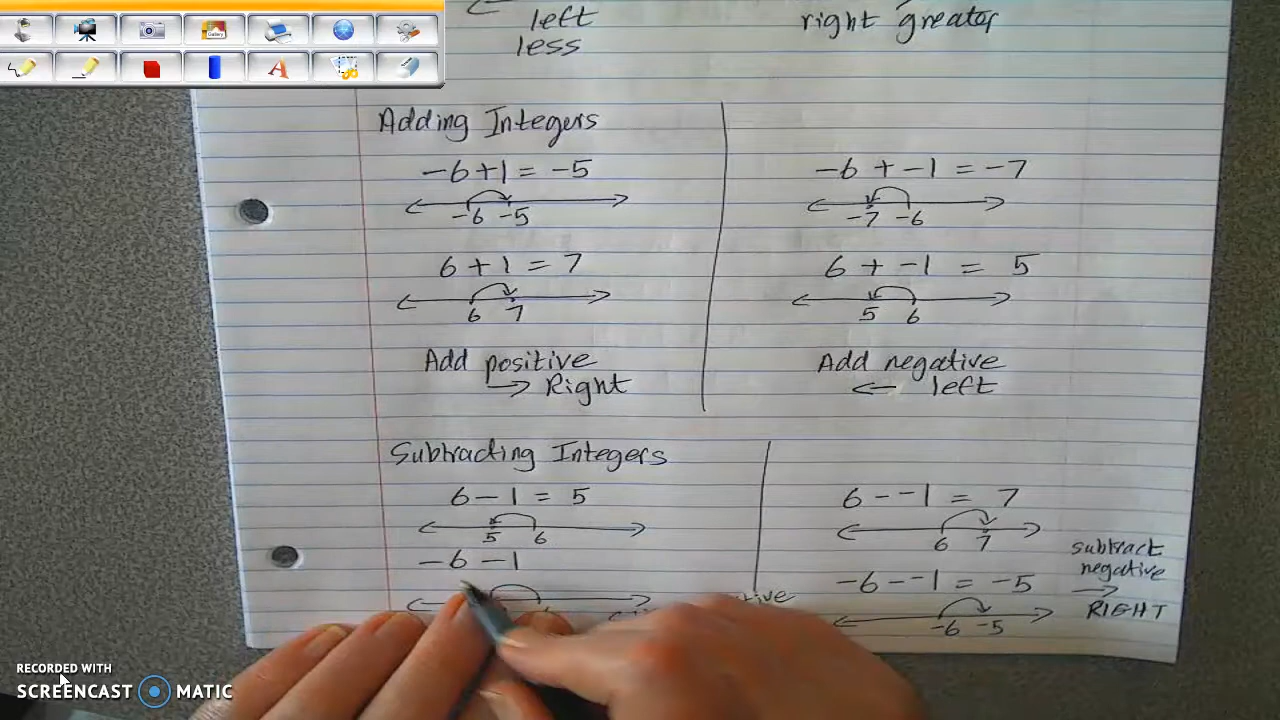 left
less
right greater
Adding Integers
-6+1 = -5
-6 -5
6 + 1 = 7
6 7
Add positive
→ Right
-6 + -1 = -7
-7 -6
6 + -1 = 5
5 6
Add negative
← left
Subtracting Integers
6 - 1 = 5
5 6
-6 - 1
6 - -1 = 7
6 7
-6 - -1 = -5
-6 -5
subtract
negative
→
RIGHT
Gallery
A
RECORDED WITH
SCREENCAST MATIC